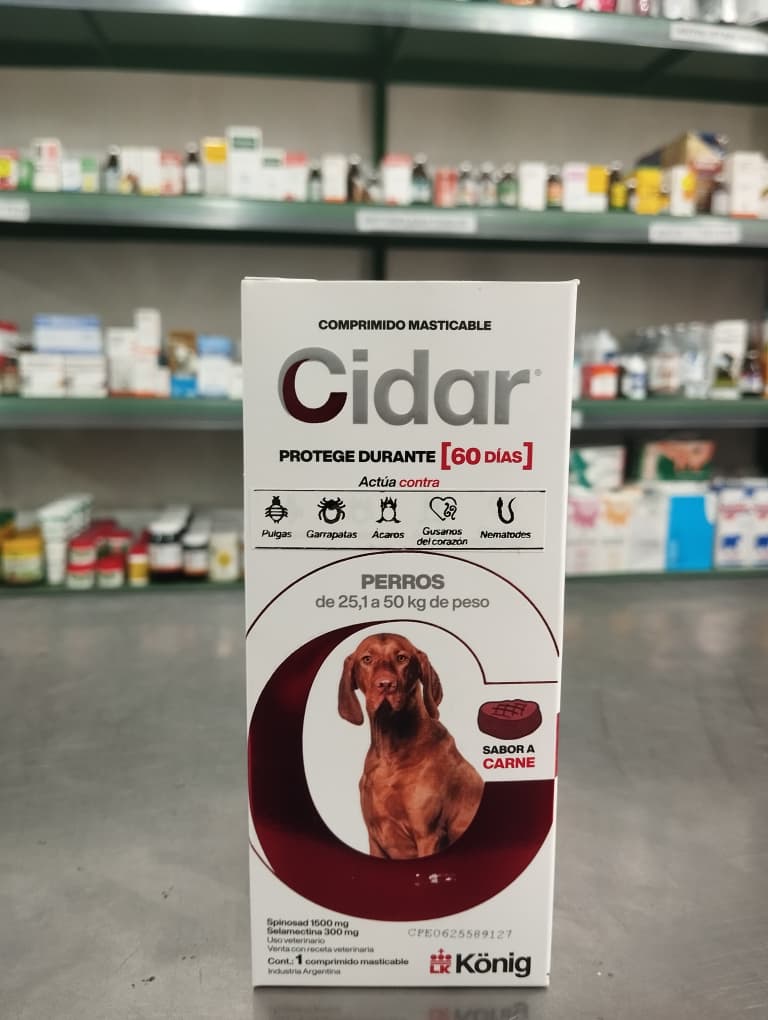 COMPRIMIDO MASTICABLE
Cidar®
PROTEGE DURANTE [60 DÍAS]
Actúa contra
Pulgas Garrapatas Ácaros Gusanos del corazón Nematodes
PERROS
de 25,1 a 50 kg de peso
SABOR A
CARNE
Spinosad 1500 mg
Selamectina 300 mg
Uso veterinario
Venta con receta veterinaria
Cont.: 1 comprimido masticable
Industria Argentina
CPE0625589127
König